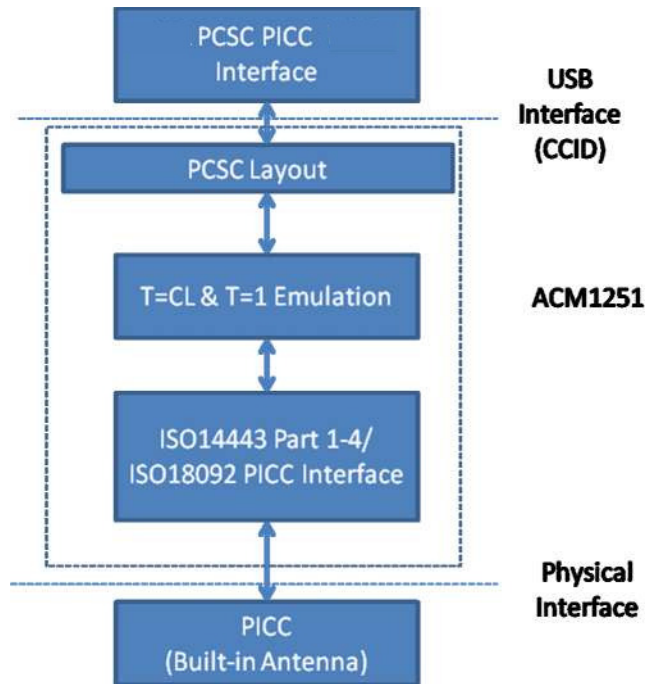 PCSC PICC
Interface
USB
Interface
(CCID)
PCSC Layout
T=CL & T=1 Emulation
ACM1251
ISO14443 Part 1-4/
ISO18092 PICC Interface
Physical
Interface
PICC
(Built-in Antenna)